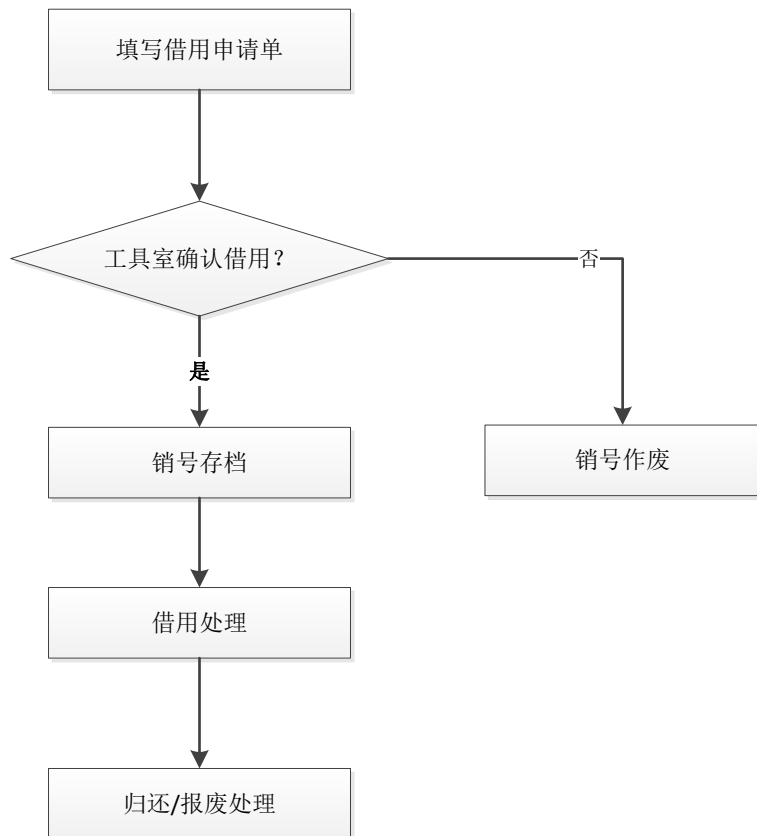 填写借用申请单
工具室确认借用？
否
是
销号存档
销号作废
借用处理
归还/报废处理